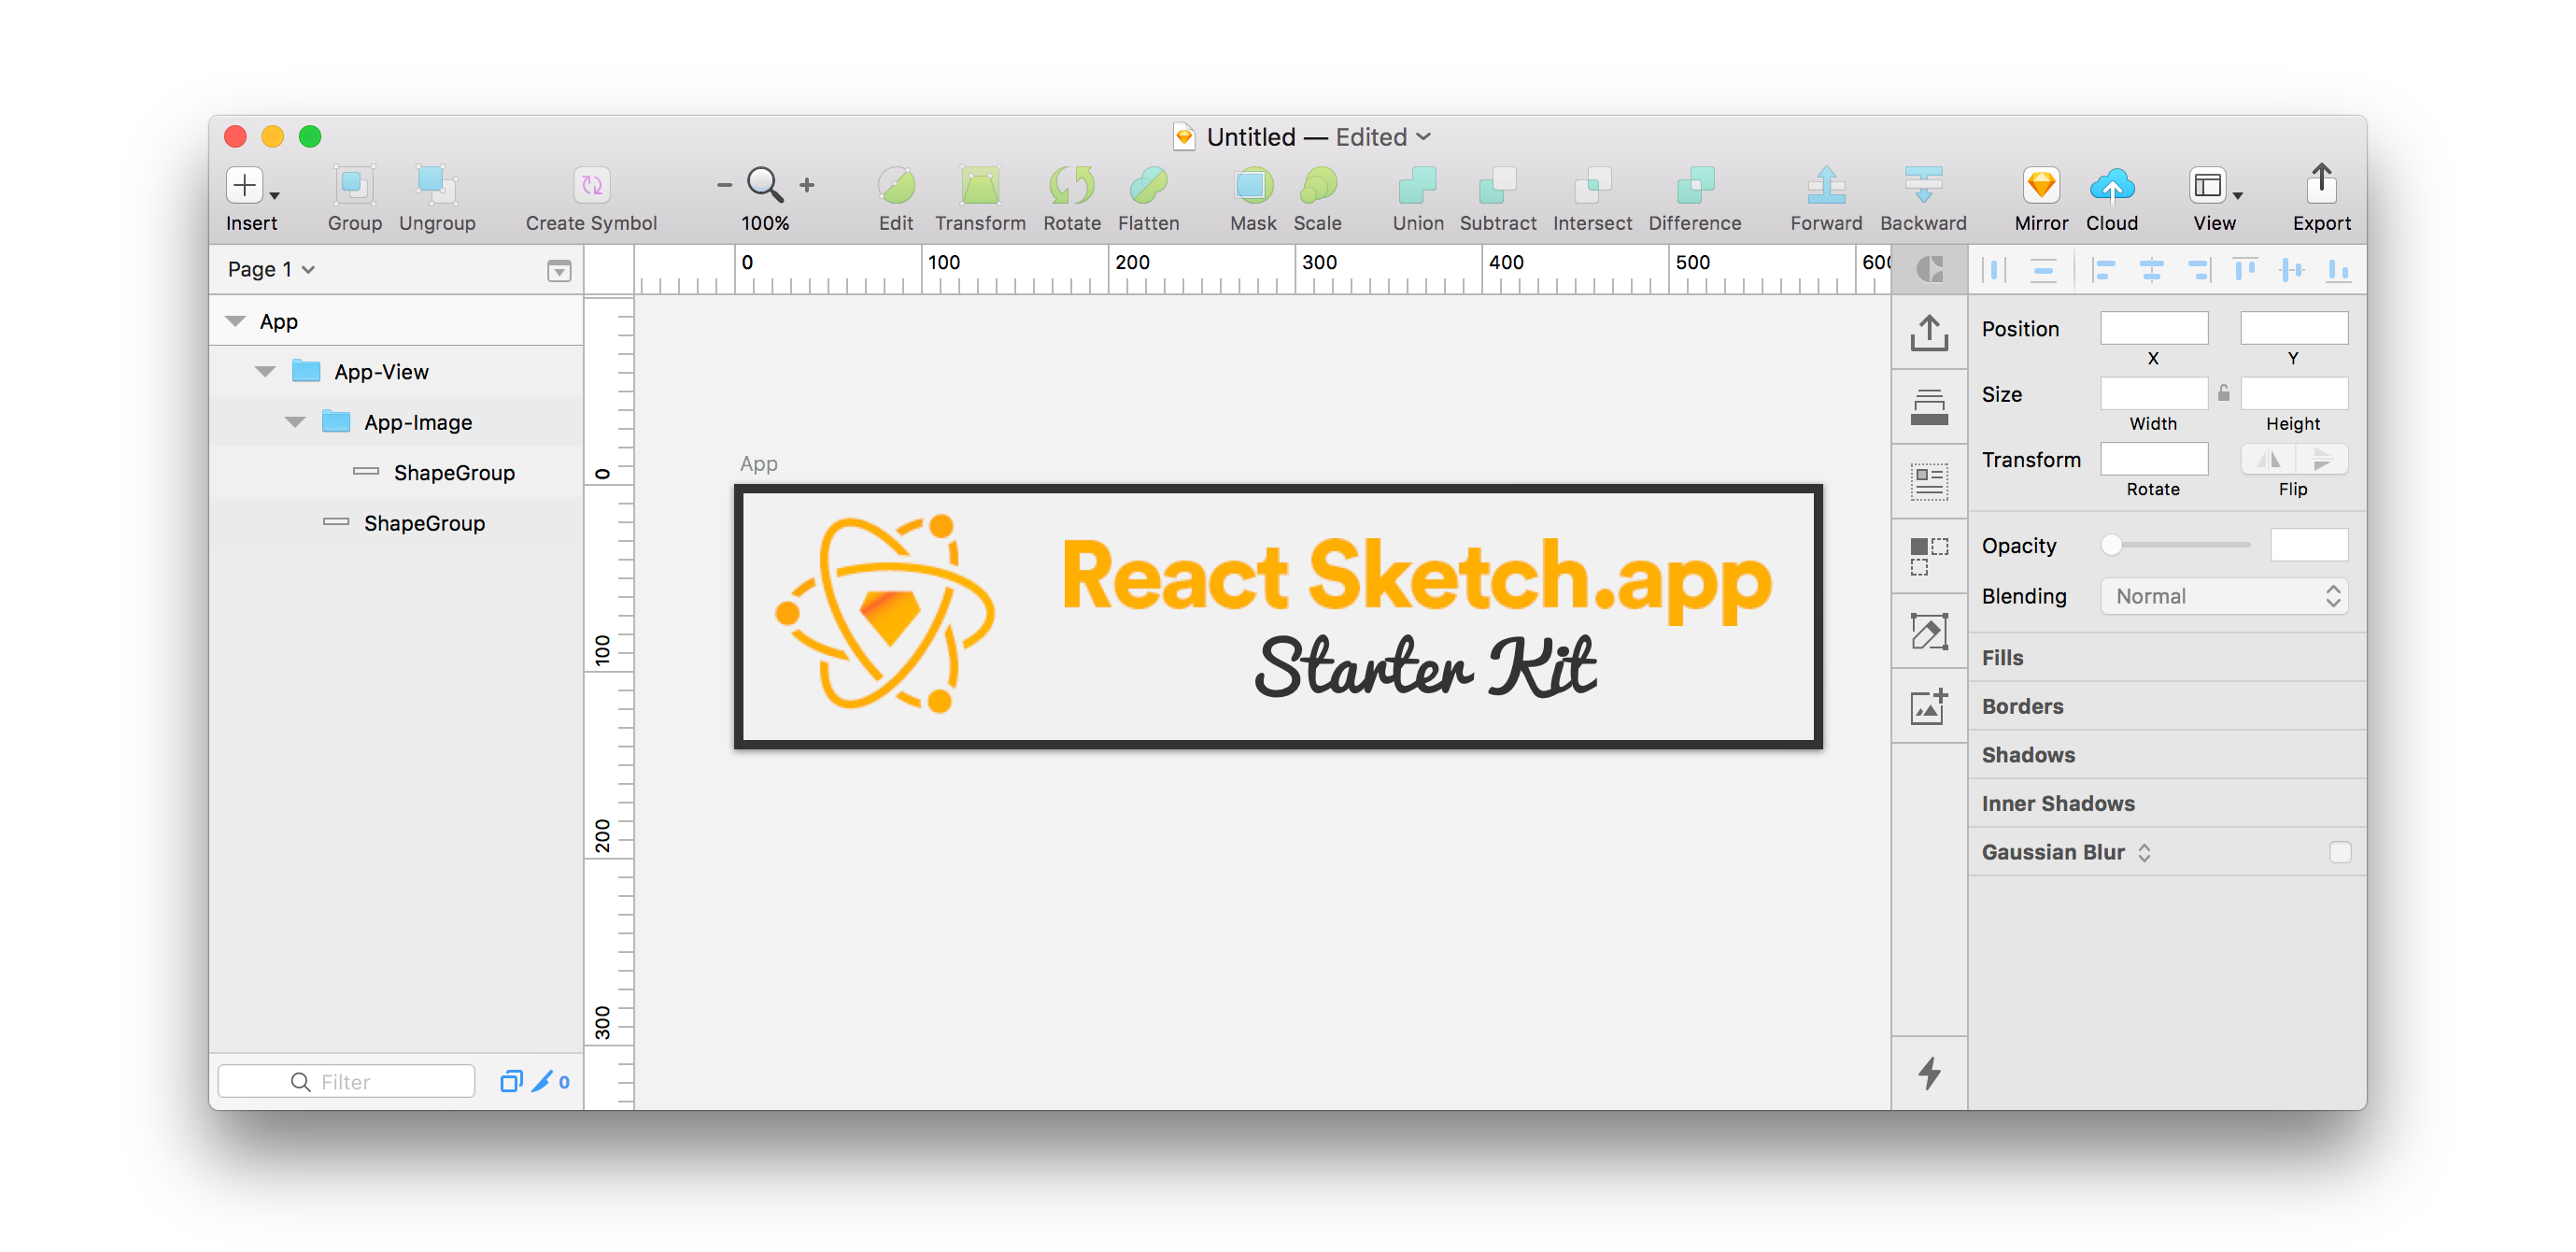 Untitled — Edited
Insert Group Ungroup Create Symbol 100% Edit Transform Rotate Flatten Mask Scale Union Subtract Intersect Difference Forward Backward Mirror Cloud View Export
Page 1
0 100 200 300 400 500 600
App
App-View
App-Image
ShapeGroup
ShapeGroup
Filter
0
0
100
200
300
App
React Sketch.app
Starter Kit
Position
X Y
Size
Width Height
Transform
Rotate Flip
Opacity
Blending Normal
Fills
Borders
Shadows
Inner Shadows
Gaussian Blur